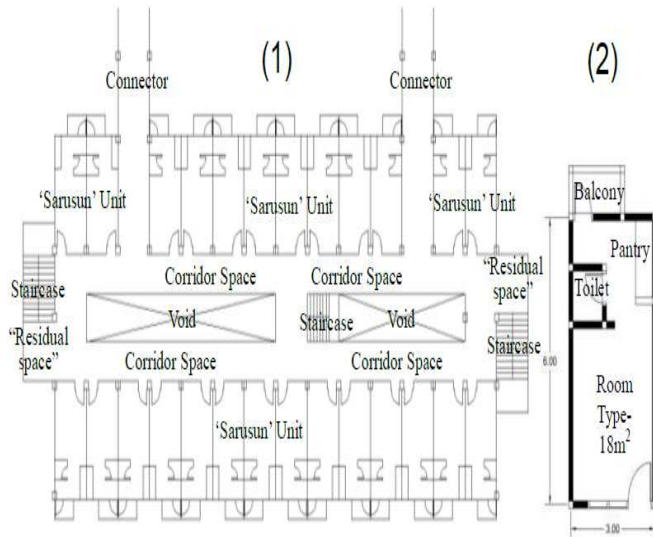 (1)
(2)
Connector
Connector
'Sarusun' Unit
'Sarusun' Unit
'Sarusun' Unit
Corridor Space
Corridor Space
"Residual
space"
Staircase
Void
Staircase
Void
"Residual
space"
Corridor Space
Corridor Space
Staircase
'Sarusun' Unit
Balcony
Pantry
Toilet
6.00
Room
Type-
18m²
3.00